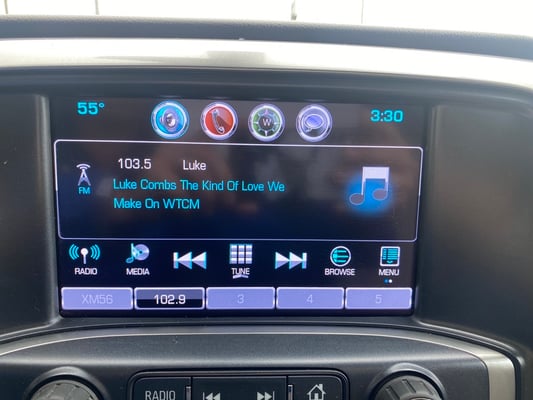 55° 3:30
W
103.5 Luke
FM
Luke Combs The Kind Of Love We
Make On WTCM
RADIO MEDIA TUNE BROWSE MENU
XM56 102.9 3 4 5
RADIO